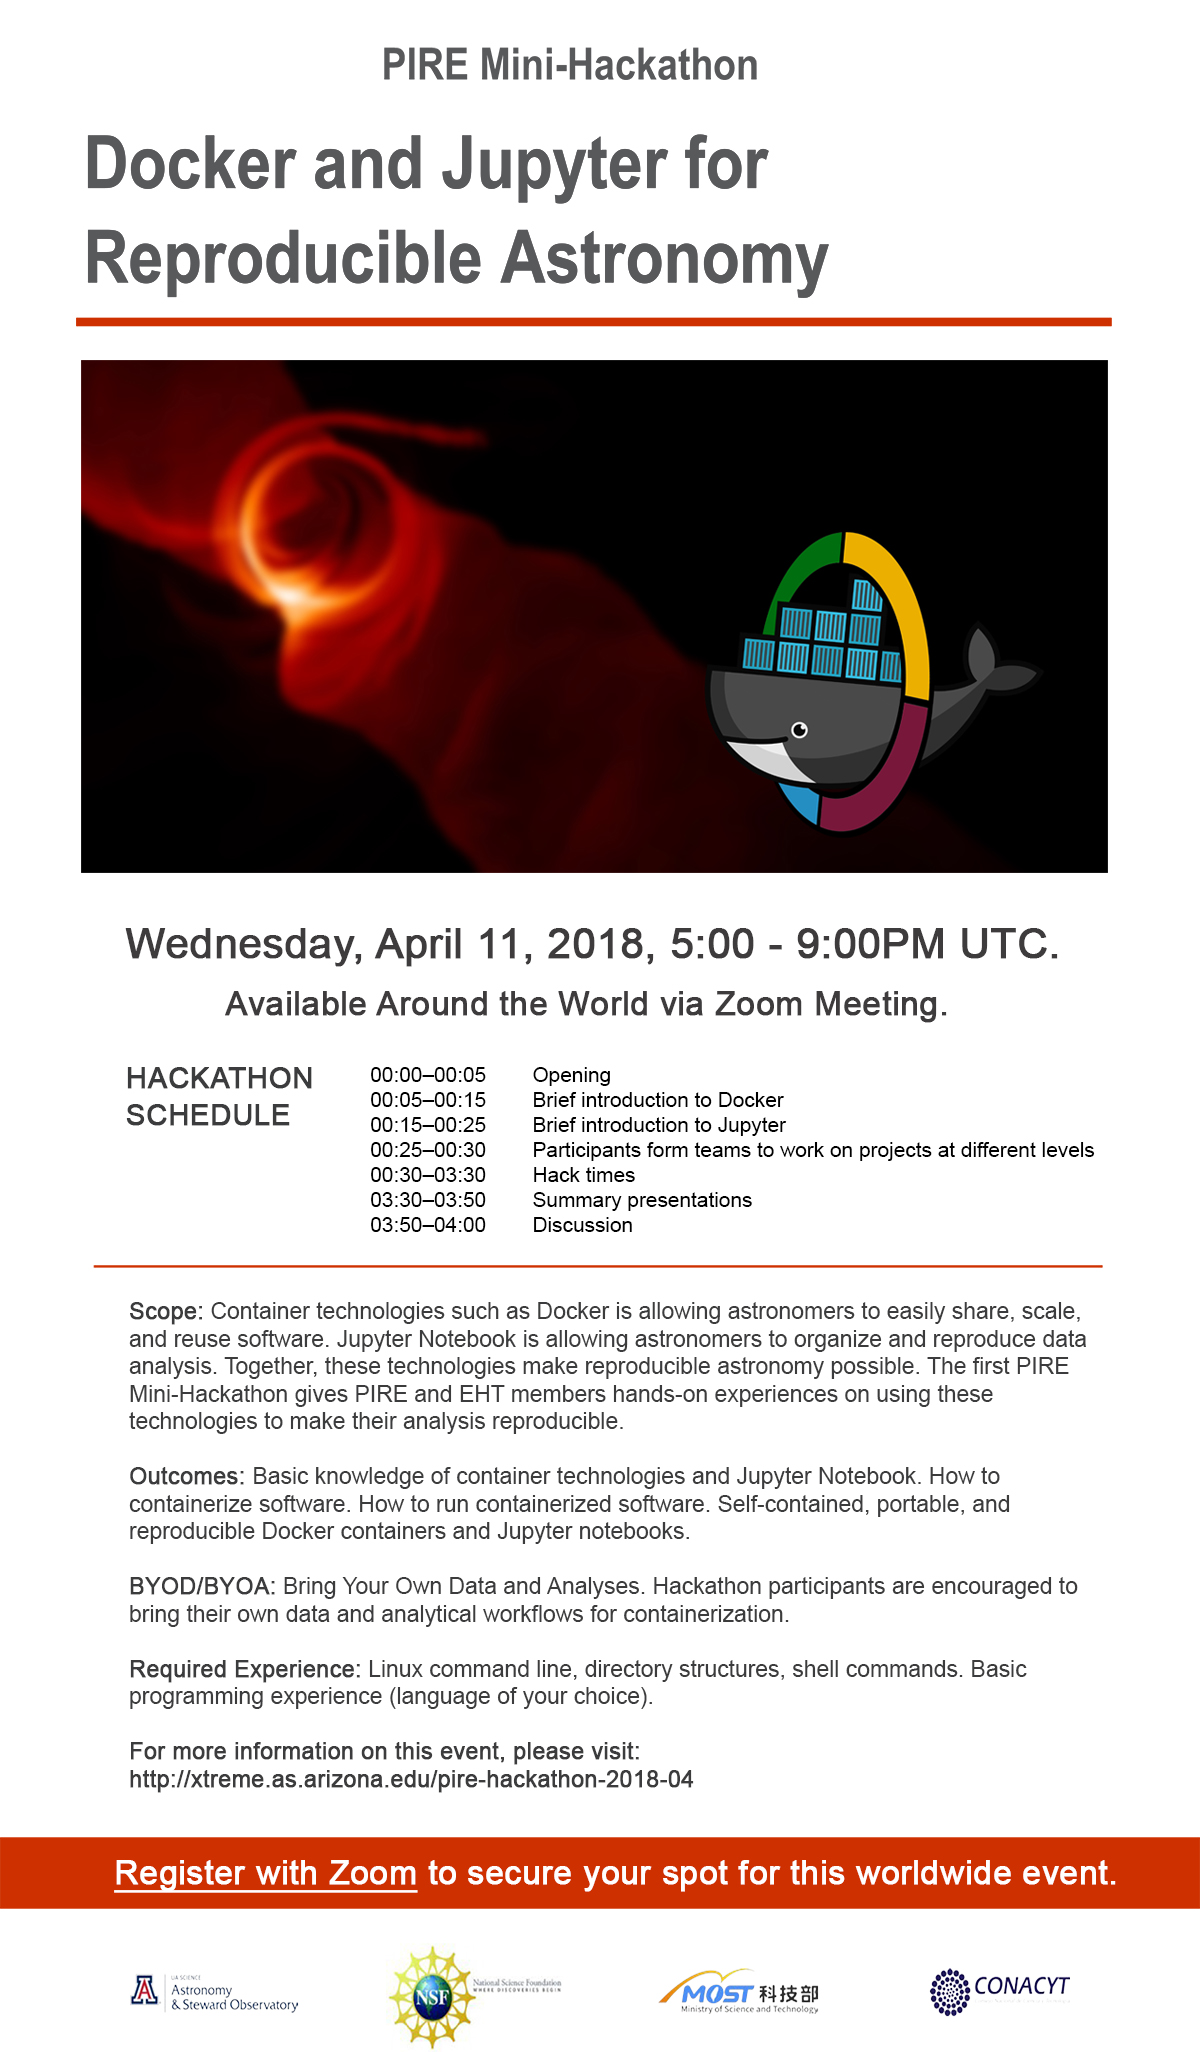 PIRE Mini-Hackathon
Docker and Jupyter for
Reproducible Astronomy
Wednesday, April 11, 2018, 5:00 - 9:00PM UTC.
Available Around the World via Zoom Meeting.
HACKATHON
SCHEDULE
00:00–00:05 Opening
00:05–00:15 Brief introduction to Docker
00:15–00:25 Brief introduction to Jupyter
00:25–00:30 Participants form teams to work on projects at different levels
00:30–03:30 Hack times
03:30–03:50 Summary presentations
03:50–04:00 Discussion
Scope: Container technologies such as Docker is allowing astronomers to easily share, scale,
and reuse software. Jupyter Notebook is allowing astronomers to organize and reproduce data
analysis. Together, these technologies make reproducible astronomy possible. The first PIRE
Mini-Hackathon gives PIRE and EHT members hands-on experiences on using these
technologies to make their analysis reproducible.
Outcomes: Basic knowledge of container technologies and Jupyter Notebook. How to
containerize software. How to run containerized software. Self-contained, portable, and
reproducible Docker containers and Jupyter notebooks.
BYOD/BYOA: Bring Your Own Data and Analyses. Hackathon participants are encouraged to
bring their own data and analytical workflows for containerization.
Required Experience: Linux command line, directory structures, shell commands. Basic
programming experience (language of your choice).
For more information on this event, please visit:
http://xtreme.as.arizona.edu/pire-hackathon-2018-04
Register with Zoom to secure your spot for this worldwide event.
A
UA SCIENCE
Astronomy
& Steward Observatory
NSF
National Science Foundation
WHERE DISCOVERIES BEGIN
MOST 科技部
Ministry of Science and Technology
CONACYT